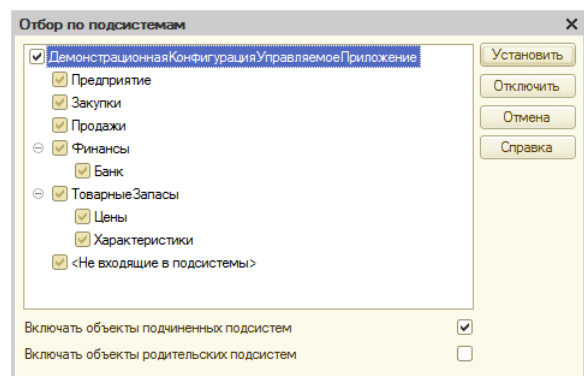 Отбор по подсистемам
ДемонстрационнаяКонфигурацияУправляемоеПриложение
Предприятие
Закупки
Продажи
Финансы
Банк
ТоварныеЗапасы
Цены
Характеристики
<Не входящие в подсистемы>
Установить
Отключить
Отмена
Справка
Включать объекты подчиненных подсистем
Включать объекты родительских подсистем